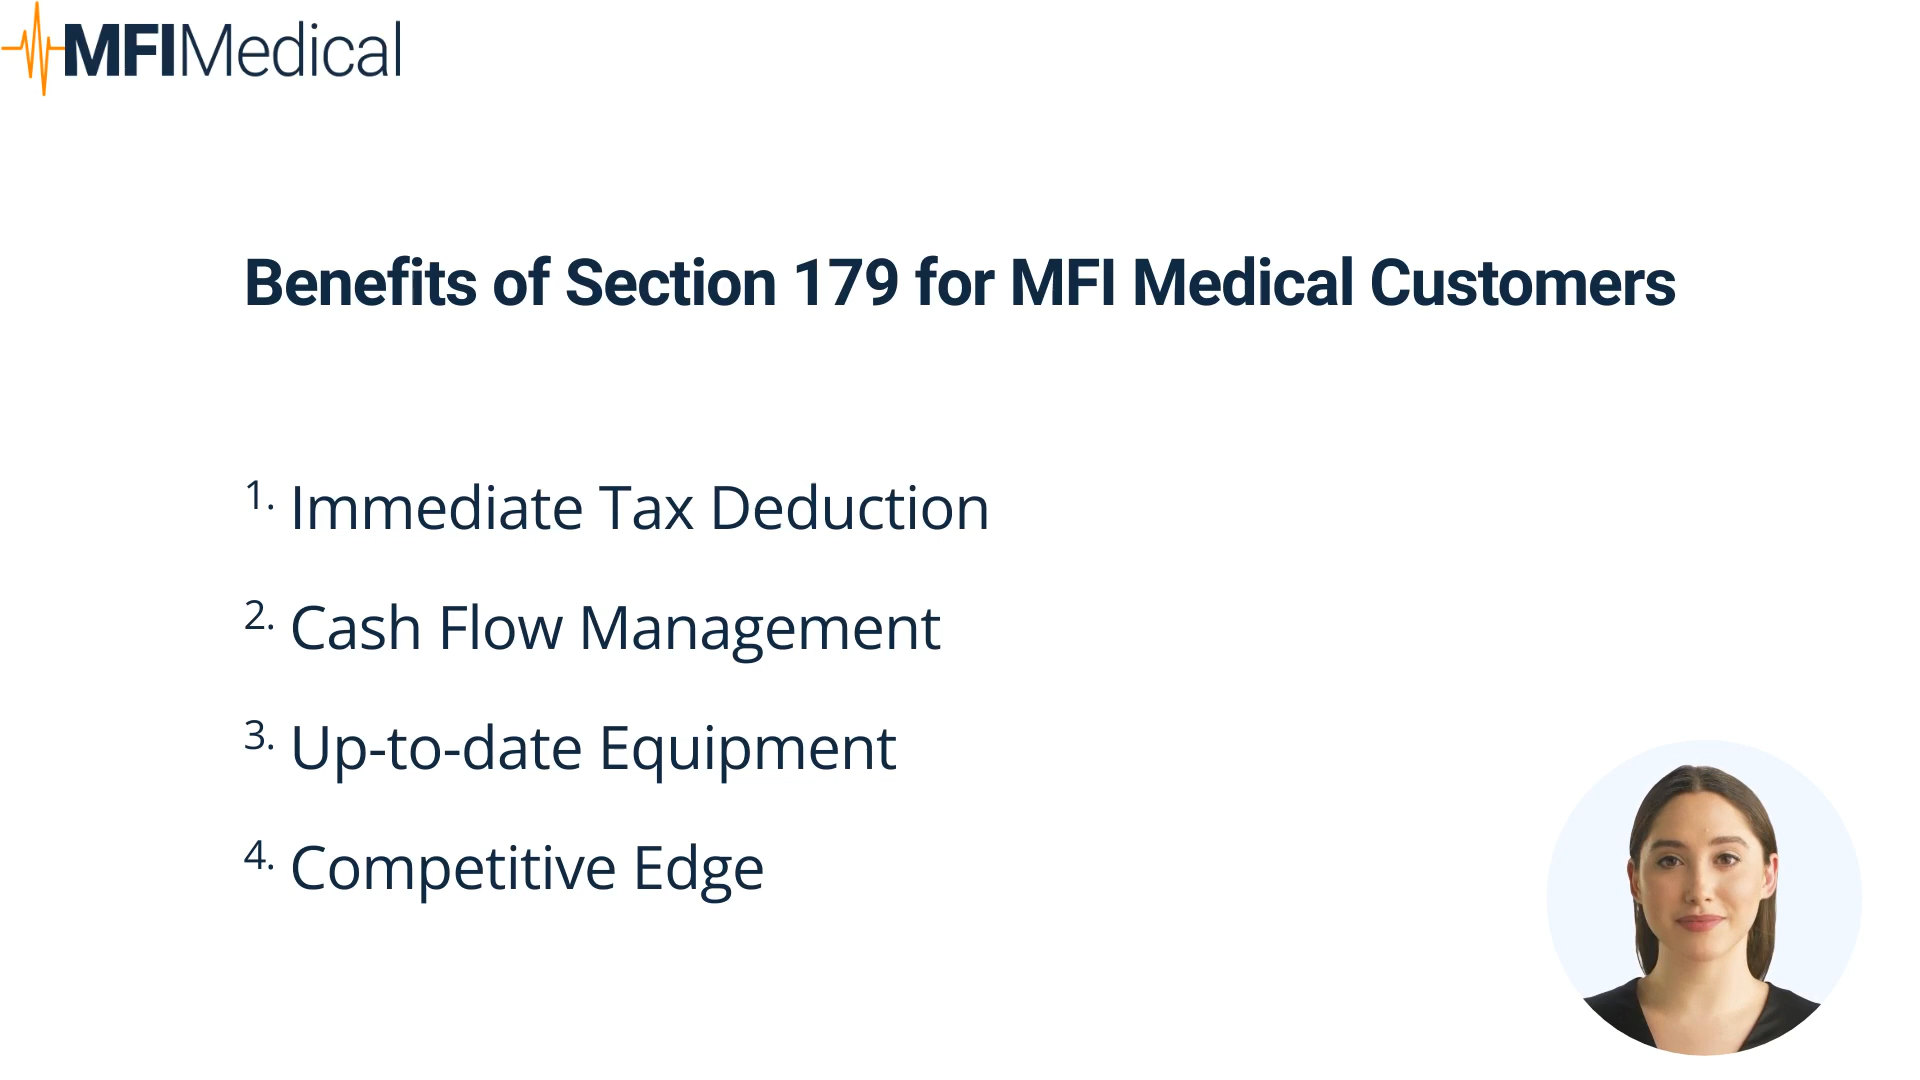 MFIMedical
Benefits of Section 179 for MFI Medical Customers
1. Immediate Tax Deduction
2. Cash Flow Management
3. Up-to-date Equipment
4. Competitive Edge